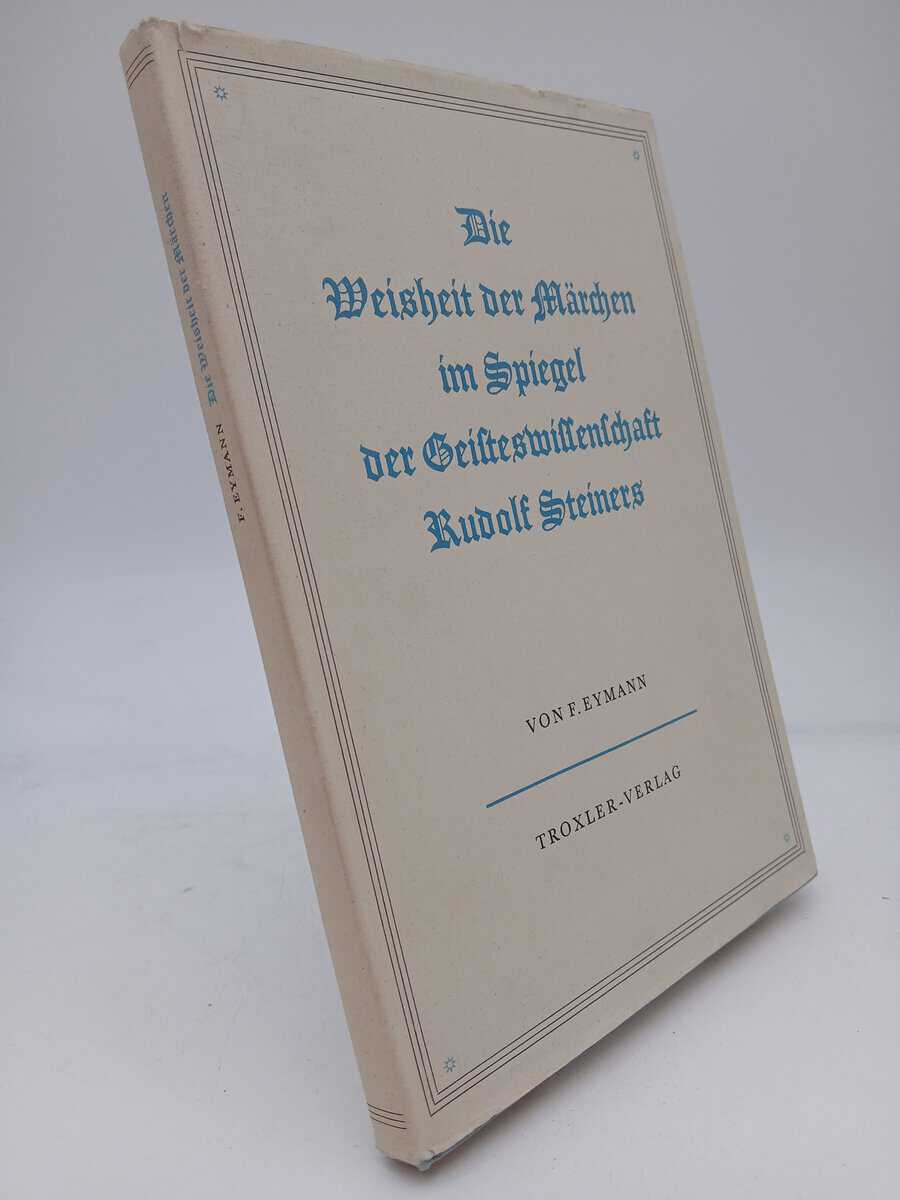 Die
Weisheit der Märchen
im Spiegel
der Geiſteswiſſenſchaft
Rudolf Steiners
VON F. EYMANN
TROXLER-VERLAG
Die Weisheit der Märchen
F. EYMANN